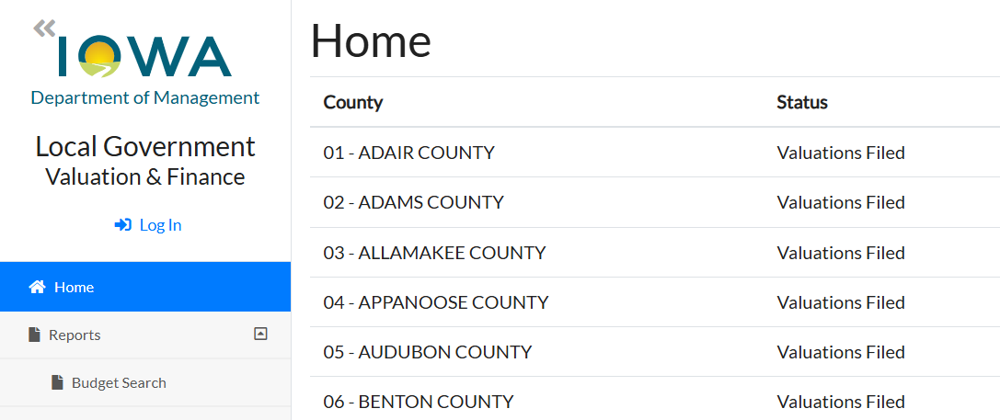 IOWA
Department of Management
Local Government
Valuation & Finance
Log In
Home
Reports
Budget Search
Home
County Status
01 - ADAIR COUNTY Valuations Filed
02 - ADAMS COUNTY Valuations Filed
03 - ALLAMAKEE COUNTY Valuations Filed
04 - APPANOOSE COUNTY Valuations Filed
05 - AUDUBON COUNTY Valuations Filed
06 - BENTON COUNTY Valuations Filed